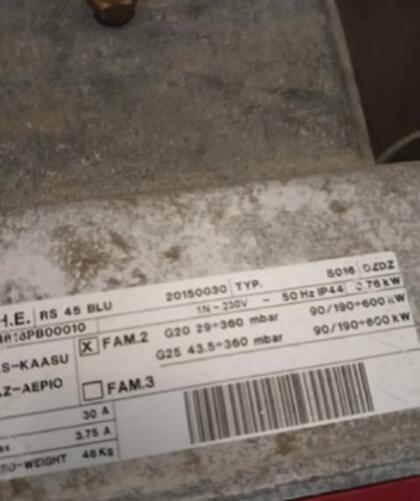 H.E. RS 45 BLU 20150030 TYP. S016 DZDZ
PB00010 1N ~ 230V ~ 50 Hz IP44 0.76 kW
S-KAASU X FAM.2 G20 29÷360 mbar 90/190÷600 kW
AZ-AEPIO G25 43.5÷360 mbar 90/190÷600 kW
FAM.3
30 A
ax 3.75 A
-WEIGHT 48 Kg